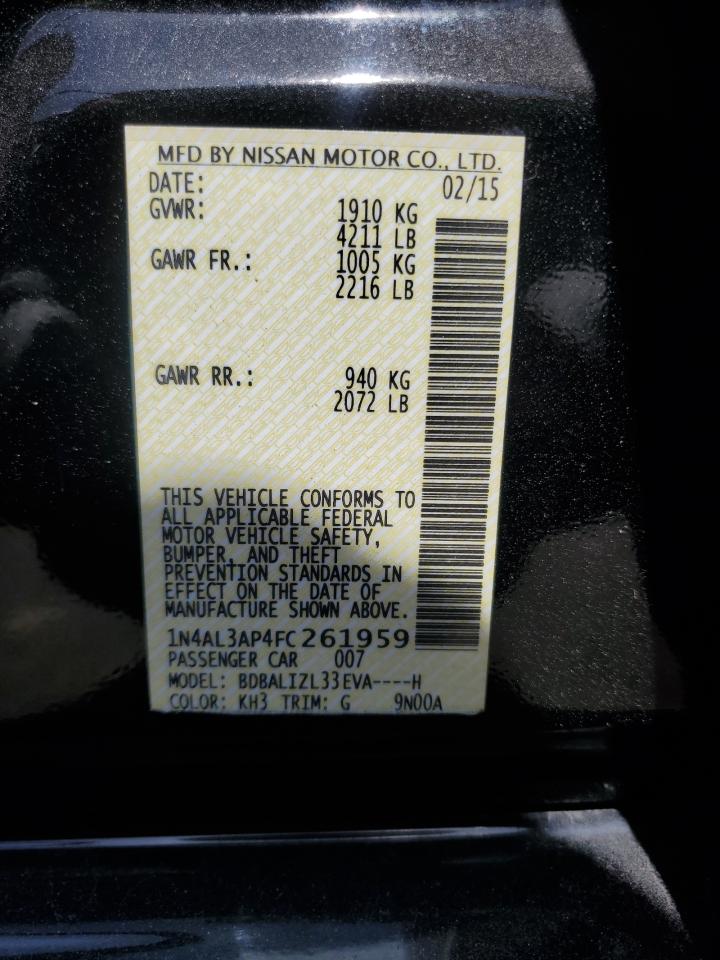 MFD BY NISSAN MOTOR CO., LTD.
DATE: 02/15
GVWR: 1910 KG
4211 LB
GAWR FR.: 1005 KG
2216 LB
GAWR RR.: 940 KG
2072 LB
THIS VEHICLE CONFORMS TO
ALL APPLICABLE FEDERAL
MOTOR VEHICLE SAFETY,
BUMPER, AND THEFT
PREVENTION STANDARDS IN
EFFECT ON THE DATE OF
MANUFACTURE SHOWN ABOVE.
1N4AL3AP4FC261959
PASSENGER CAR 007
MODEL: BDBALIZL33EVA----H
COLOR: KH3 TRIM: G 9N00A